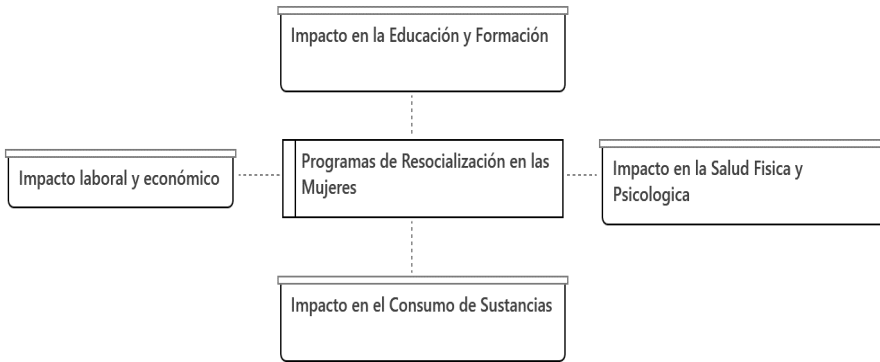 Impacto en la Educación y Formación
Impacto laboral y económico
Programas de Resocialización en las
Mujeres
Impacto en la Salud Fisica y
Psicologica
Impacto en el Consumo de Sustancias